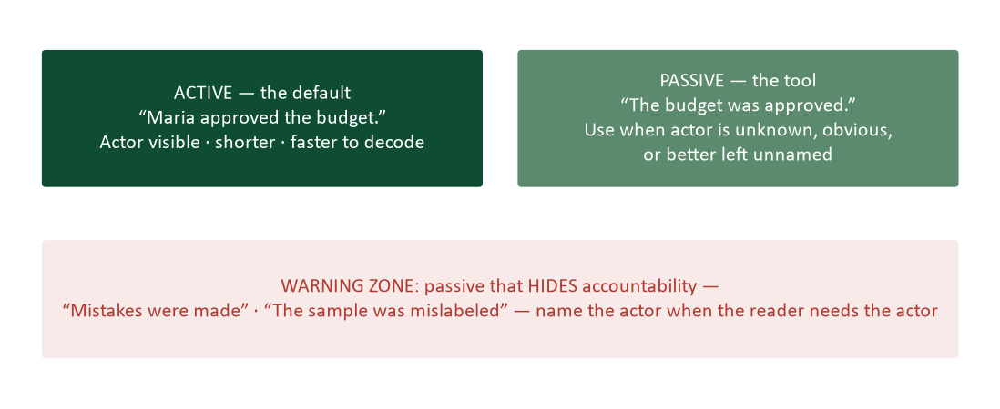 ACTIVE — the default
“Maria approved the budget.”
Actor visible · shorter · faster to decode
PASSIVE — the tool
“The budget was approved.”
Use when actor is unknown, obvious,
or better left unnamed
WARNING ZONE: passive that HIDES accountability —
“Mistakes were made” · “The sample was mislabeled” — name the actor when the reader needs the actor